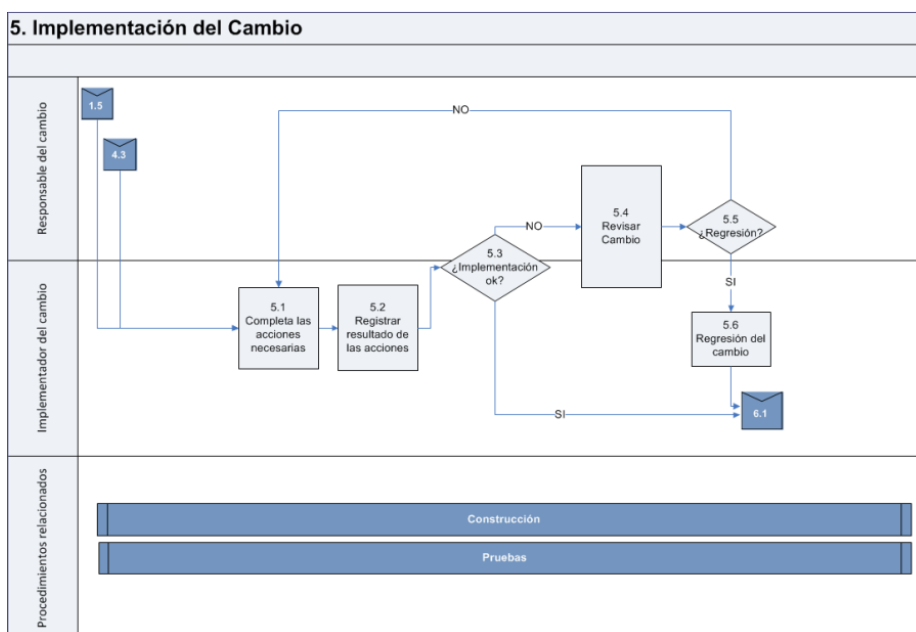 5. Implementación del Cambio
Responsable del cambio
1.5
4.3
NO
5.4
Revisar
Cambio
5.5
¿Regresión?
NO
5.3
¿Implementación
ok?
SI
Implementador del cambio
5.1
Completa las
acciones
necesarias
5.2
Registrar
resultado de
las acciones
5.6
Regresión del
cambio
SI
6.1
Procedimientos relacionados
Construcción
Pruebas